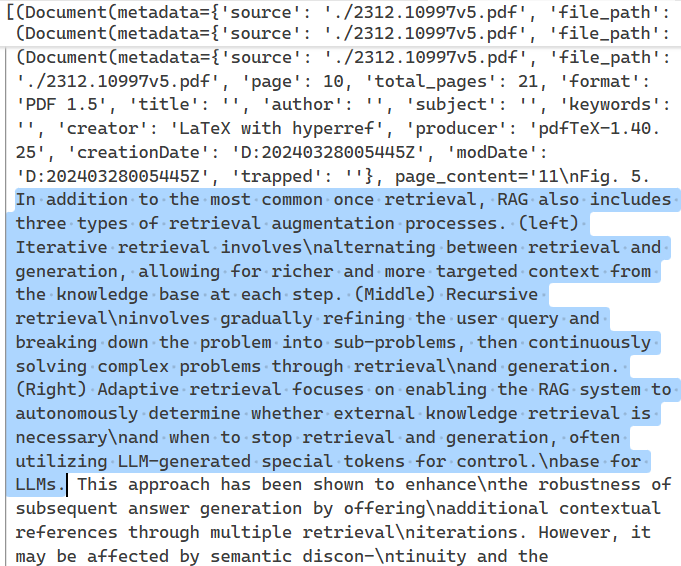 [(Document(metadata={'source': './2312.10997v5.pdf', 'file_path':
(Document(metadata={'source': './2312.10997v5.pdf', 'file_path':
(Document(metadata={'source': './2312.10997v5.pdf', 'file_path':
'./2312.10997v5.pdf', 'page': 10, 'total_pages': 21, 'format':
'PDF 1.5', 'title': '', 'author': '', 'subject': '', 'keywords':
'', 'creator': 'LaTeX with hyperref', 'producer': 'pdfTeX-1.40.
25', 'creationDate': 'D:20240328005445Z', 'modDate':
'D:20240328005445Z', 'trapped': ''}, page_content='11\nFig. 5.
In addition to the most common once retrieval, RAG also includes
three types of retrieval augmentation processes. (left)
Iterative retrieval involves\nalternating between retrieval and
generation, allowing for richer and more targeted context from
the knowledge base at each step. (Middle) Recursive
retrieval\ninvolves gradually refining the user query and
breaking down the problem into sub-problems, then continuously
solving complex problems through retrieval\nand generation.
(Right) Adaptive retrieval focuses on enabling the RAG system to
autonomously determine whether external knowledge retrieval is
necessary\nand when to stop retrieval and generation, often
utilizing LLM-generated special tokens for control.\nbase for
LLMs. This approach has been shown to enhance\nthe robustness of
subsequent answer generation by offering\nadditional contextual
references through multiple retrieval\niterations. However, it
may be affected by semantic discon-\ntinuity and the